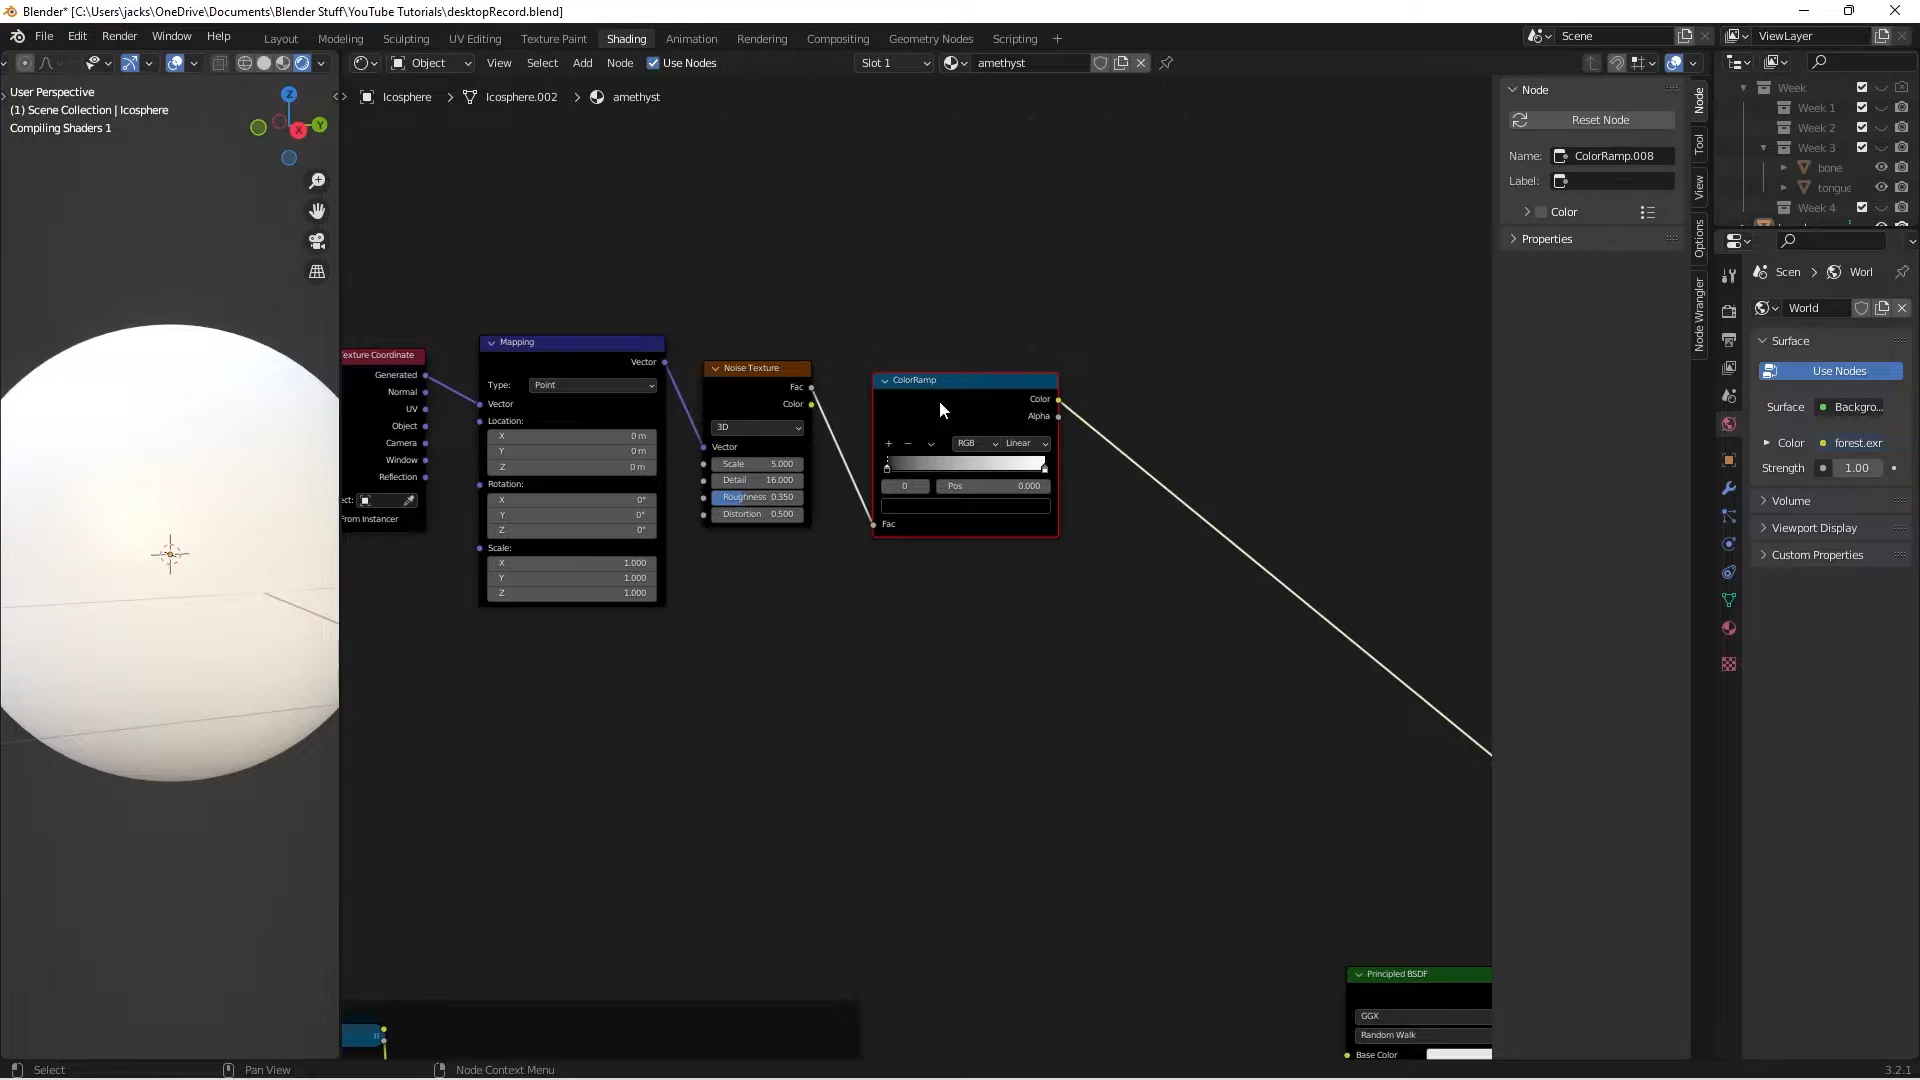 Blender* [C:\Users\jacks\OneDrive\Documents\Blender Stuff\YouTube Tutorials\desktopRecord.blend]
File Edit Render Window Help Layout Modeling Sculpting UV Editing Texture Paint Shading Animation Rendering Compositing Geometry Nodes Scripting + Scene ViewLayer
Object View Select Add Node Use Nodes Slot 1 amethyst
User Perspective
(1) Scene Collection | Icosphere
Compiling Shaders 1
Icosphere > Icosphere.002 > amethyst
Texture Coordinate
Generated
Normal
UV
Object
Camera
Window
Reflection
ect:
From Instancer
Mapping
Vector
Type: Point
Vector
Location:
X 0 m
Y 0 m
Z 0 m
Rotation:
X 0°
Y 0°
Z 0°
Scale:
X 1.000
Y 1.000
Z 1.000
Noise Texture
Fac
Color
3D
Vector
Scale 5.000
Detail 16.000
Roughness 0.350
Distortion 0.500
ColorRamp
Color
Alpha
+ − RGB Linear
0 Pos 0.000
Fac
Principled BSDF
GGX
Random Walk
Base Color
Node
Reset Node
Name: ColorRamp.008
Label:
Color
Properties
Node
Tool
View
Options
Node Wrangler
Week
Week 1
Week 2
Week 3
bone
tongue
Week 4
Scen > Worl
World
Surface
Use Nodes
Surface Backgro...
Color forest.exr
Strength 1.00
Volume
Viewport Display
Custom Properties
Select Pan View Node Context Menu 3.2.1